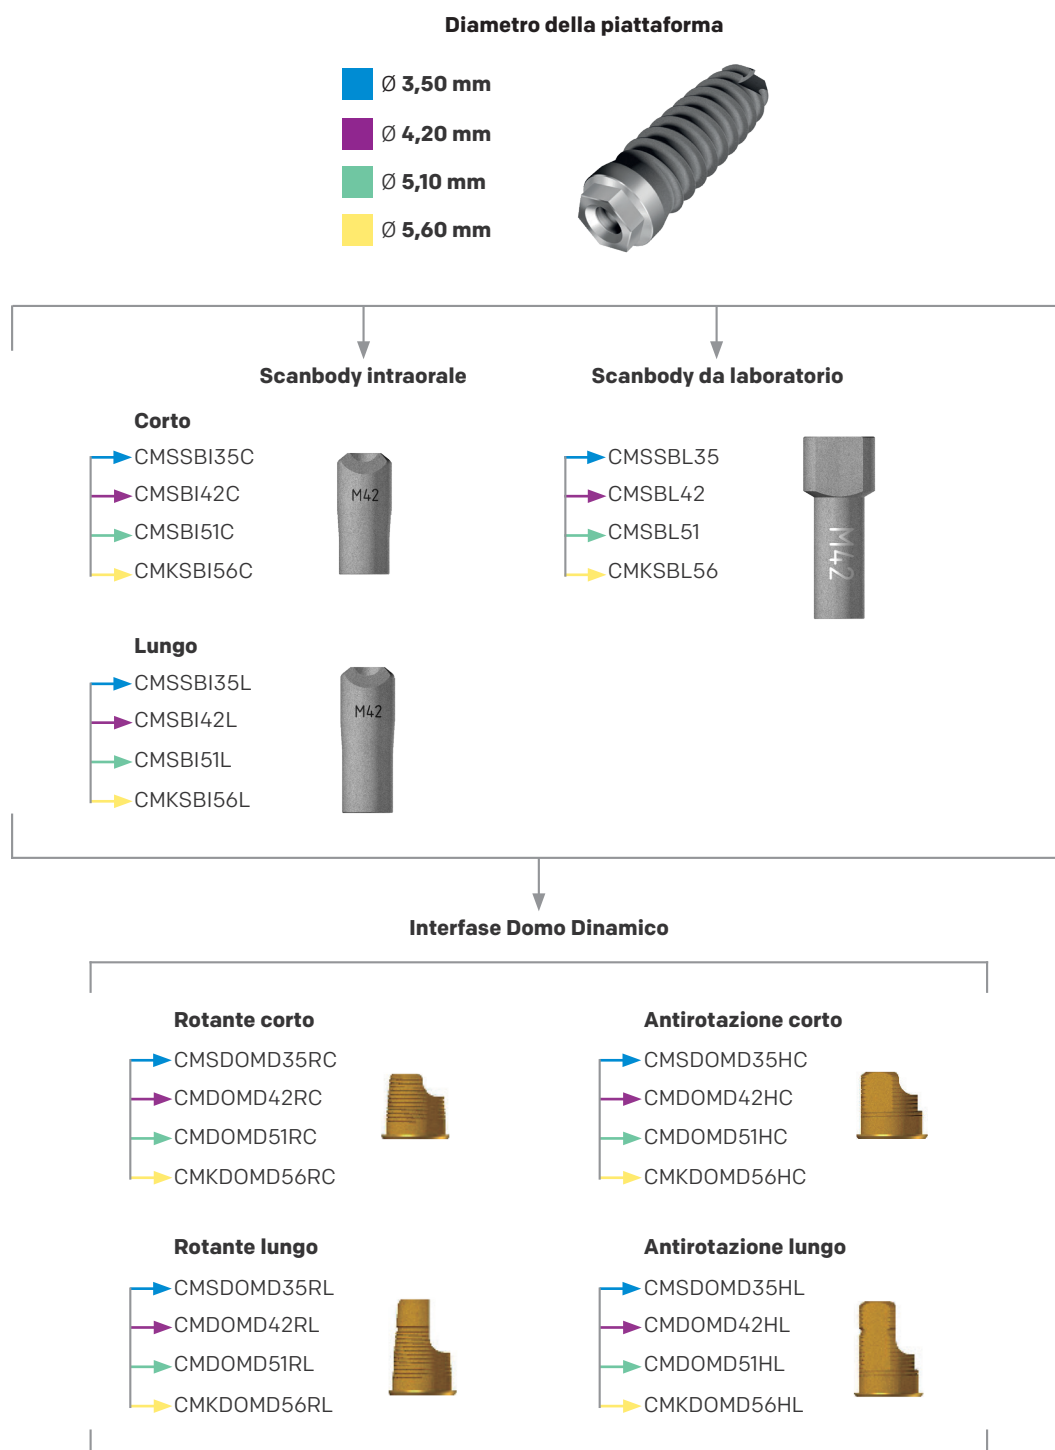 Diametro della piattaforma
Ø 3,50 mm
Ø 4,20 mm
Ø 5,10 mm
Ø 5,60 mm
Scanbody intraorale
Scanbody da laboratorio
Corto
CMSSBI35C
CMSBI42C
CMSBI51C
CMKSBI56C
M42
CMSSBL35
CMSBL42
CMSBL51
CMKSBL56
M42
Lungo
CMSSBI35L
CMSBI42L
CMSBI51L
CMKSBI56L
M42
Interfase Domo Dinamico
Rotante corto
CMSDOMD35RC
CMDOMD42RC
CMDOMD51RC
CMKDOMD56RC
Antirotazione corto
CMSDOMD35HC
CMDOMD42HC
CMDOMD51HC
CMKDOMD56HC
Rotante lungo
CMSDOMD35RL
CMDOMD42RL
CMDOMD51RL
CMKDOMD56RL
Antirotazione lungo
CMSDOMD35HL
CMDOMD42HL
CMDOMD51HL
CMKDOMD56HL